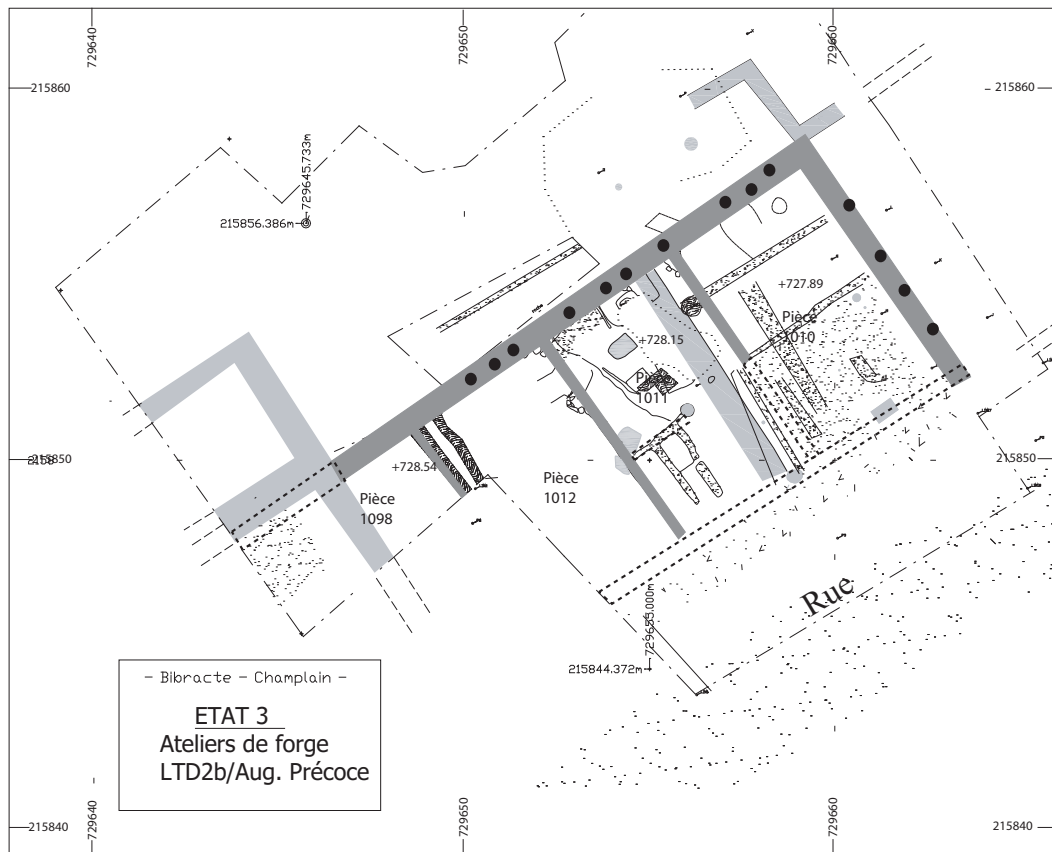 729640
729650
729660
215860
- 215860
729645.733m
215856.386m
+727.89
Pièce
1010
+728.15
Pièce
1011
215850
215850
+728.54
Pièce
1012
Pièce
1098
Rue
729655.000m
215844.372m
- Bibracte - Champlain -
ETAT 3
Ateliers de forge
LTD2b/Aug. Précoce
215840
729640
729650
729660
215840